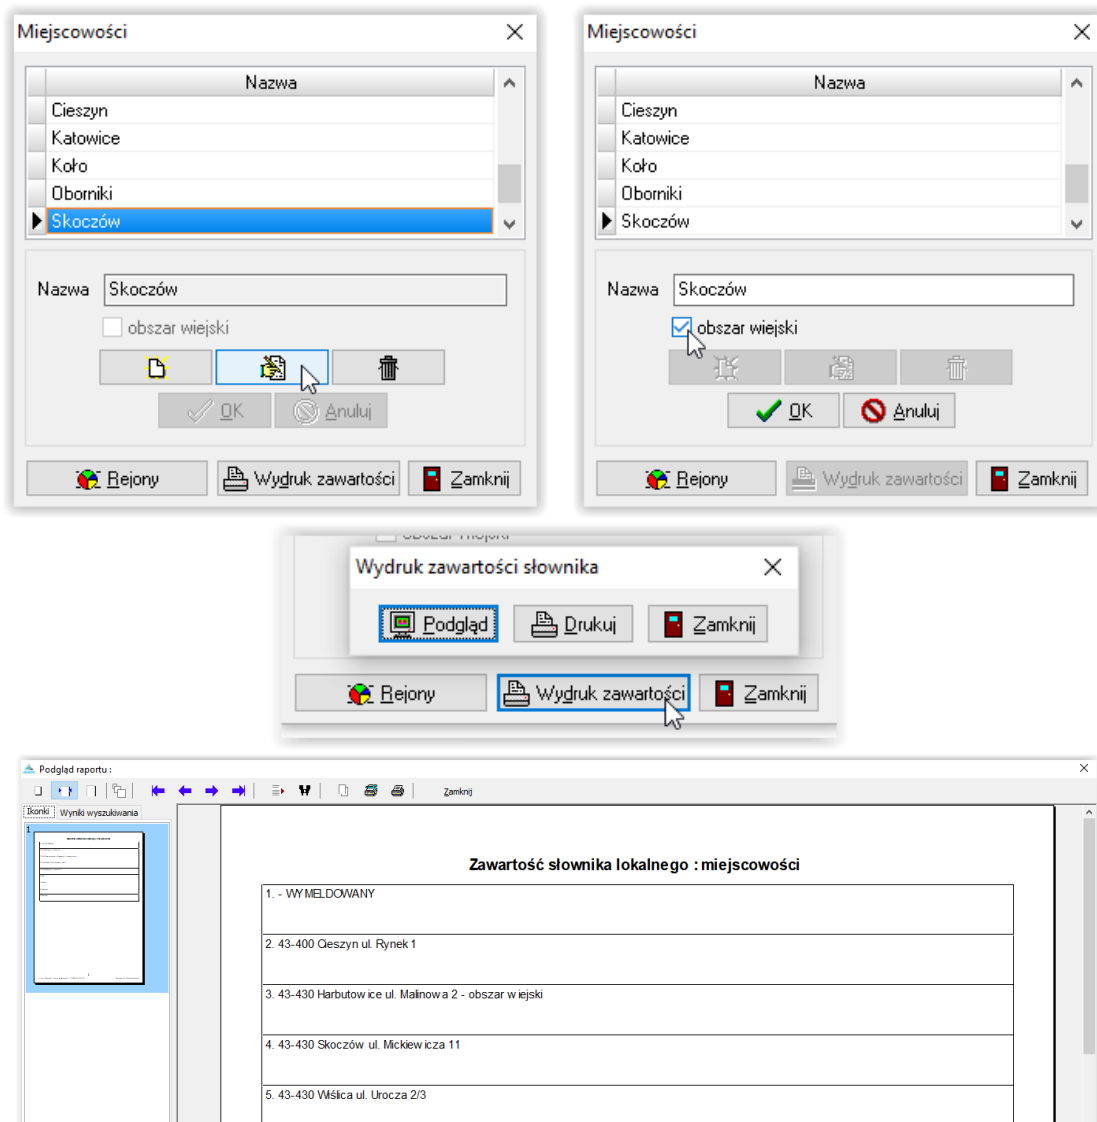 Miejscowości
Nazwa
Cieszyn
Katowice
Koło
Oborniki
Skoczów
Nazwa Skoczów
obszar wiejski
OK Anuluj
Rejony Wydruk zawartości Zamknij
Miejscowości
Nazwa
Cieszyn
Katowice
Koło
Oborniki
Skoczów
Nazwa Skoczów
obszar wiejski
OK Anuluj
Rejony Wydruk zawartości Zamknij
Wydruk zawartości słownika
Podgląd Drukuj Zamknij
Rejony Wydruk zawartości Zamknij
Podgląd raportu :
Zamknij
Ikonki Wyniki wyszukiwania
1
Zawartość słownika lokalnego : miejscowości
1. - WYMELDOWANY
2. 43-400 Cieszyn ul. Rynek 1
3. 43-430 Harbutowice ul. Malinowa 2 - obszar wiejski
4. 43-430 Skoczów ul. Mickiewicza 11
5. 43-430 Wiślica ul. Urocza 2/3